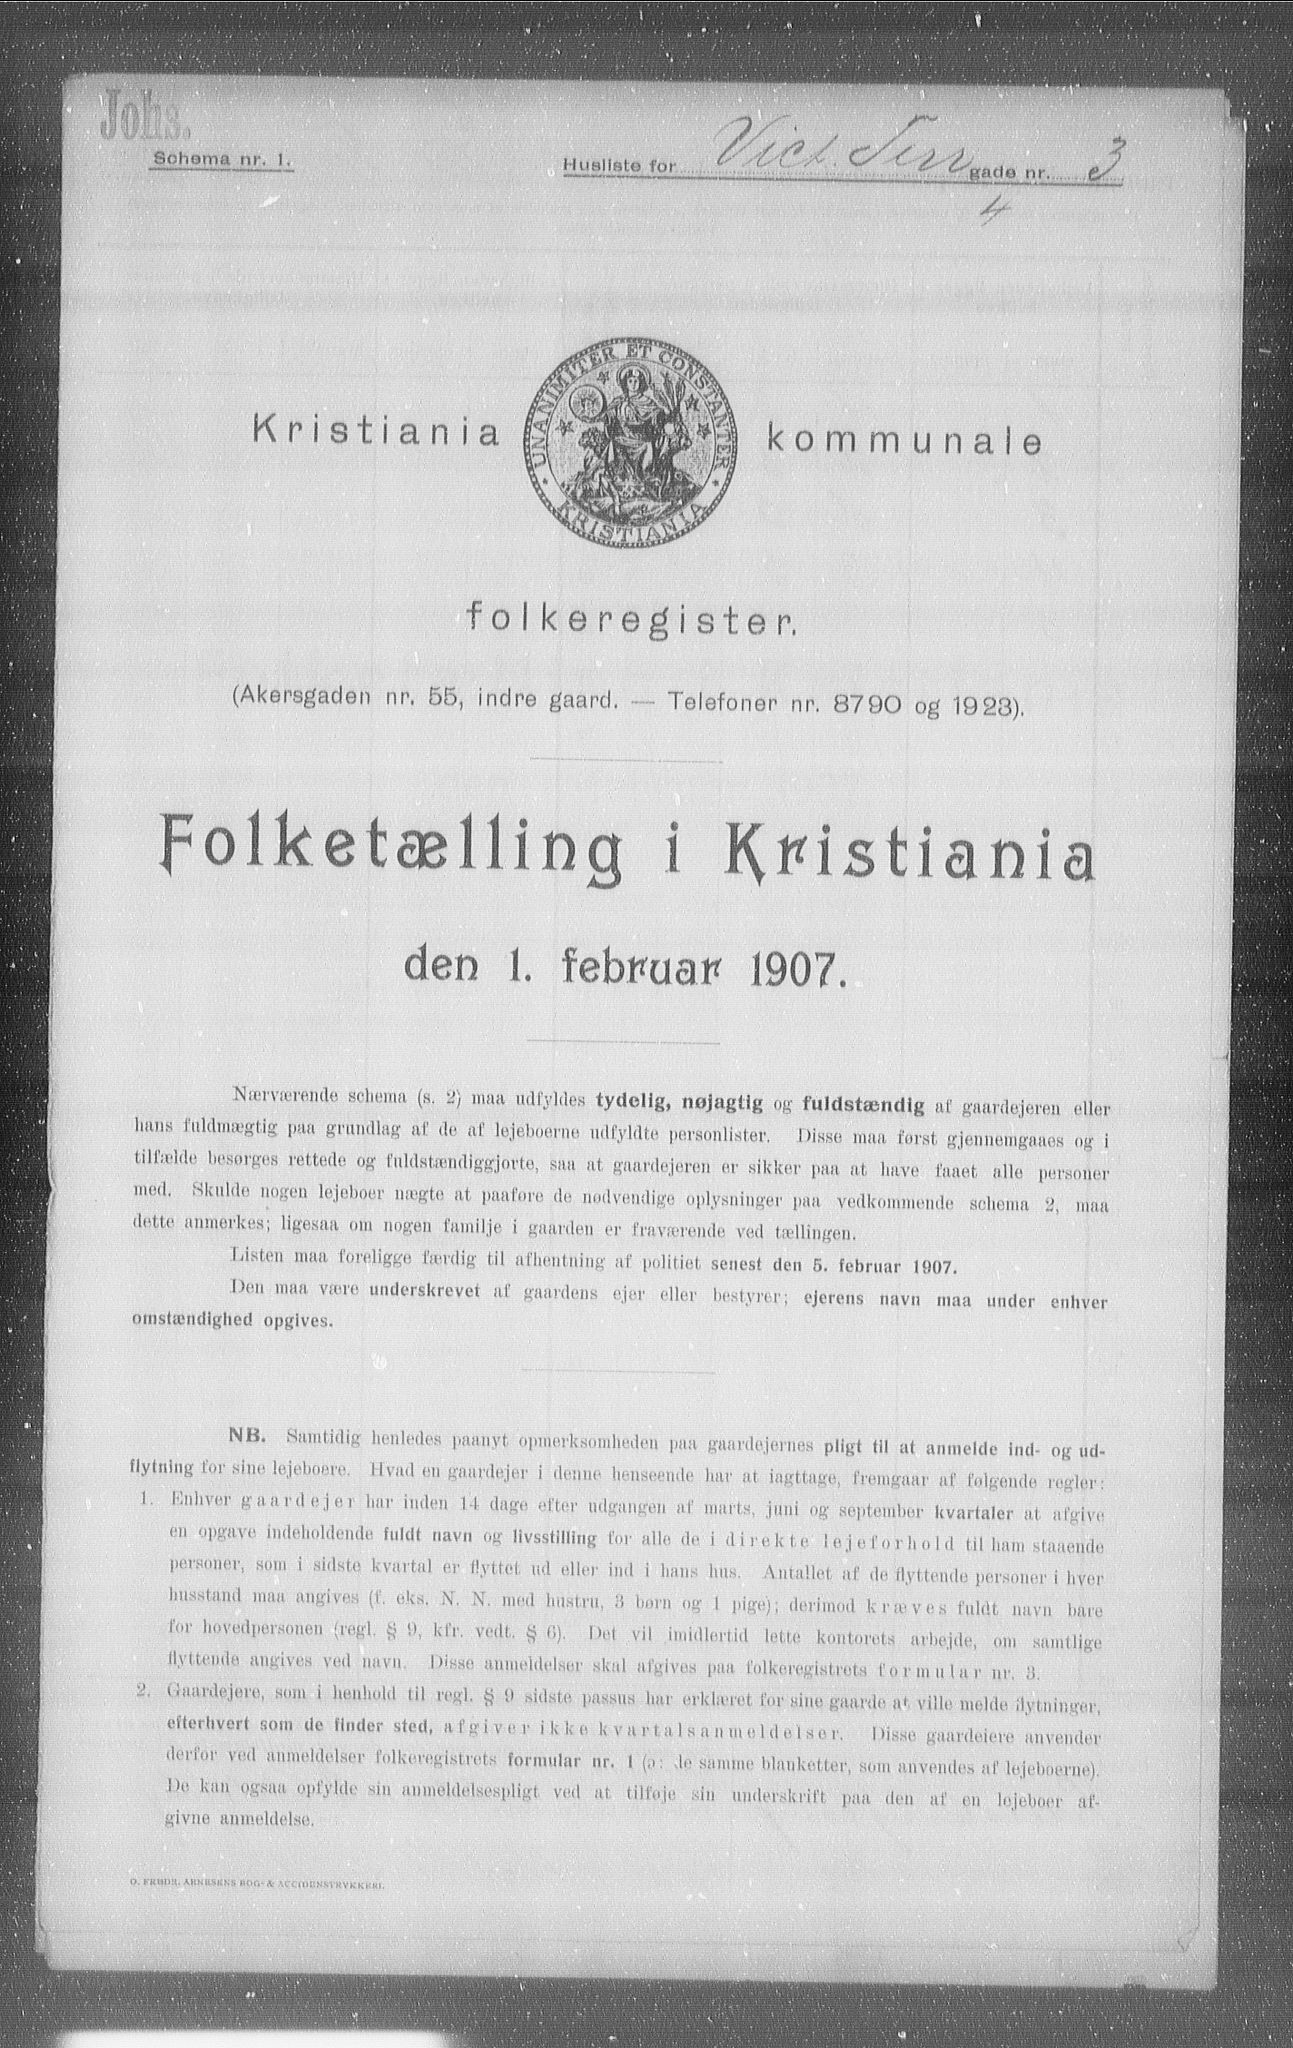 Johs.
Schema nr. 1.
Husliste for Vict. Terr gade nr. 3
4
UNANIMITER ET CONSTANTER
KRISTIANIA
Kristiania kommunale
folkeregister.
(Akersgaden nr. 55, indre gaard. — Telefoner nr. 8790 og 1923).
Folketælling i Kristiania
den 1. februar 1907.
Nærværende schema (s. 2) maa udfyldes tydelig, nøjagtig og fuldstændig af gaardejeren eller
hans fuldmægtig paa grundlag af de af lejeboerne udfyldte personlister. Disse maa først gjennemgaaes og i
tilfælde besørges rettede og fuldstændiggjorte, saa at gaardejeren er sikker paa at have faaet alle personer
med. Skulde nogen lejeboer nægte at paaføre de nødvendige oplysninger paa vedkommende schema 2, maa
dette anmerkes; ligesaa om nogen familje i gaarden er fraværende ved tællingen.
Listen maa foreligge færdig til afhentning af politiet senest den 5. februar 1907.
Den maa være underskrevet af gaardens ejer eller bestyrer; ejerens navn maa under enhver
omstændighed opgives.
NB. Samtidig henledes paanyt opmerksomheden paa gaardejernes pligt til at anmelde ind- og ud-
flytning for sine lejeboere. Hvad en gaardejer i denne henseende har at iagttage, fremgaar af følgende regler:
1. Enhver gaardejer har inden 14 dage efter udgangen af marts, juni og september kvartaler at afgive
en opgave indeholdende fuldt navn og livsstilling for alle de i direkte lejeforhold til ham staaende
personer, som i sidste kvartal er flyttet ud eller ind i hans hus. Antallet af de flyttende personer i hver
husstand maa angives (f. eks. N. N. med hustru, 3 børn og 1 pige); derimod kræves fuldt navn bare
for hovedpersonen (regl. § 9, kfr. vedt. § 6). Det vil imidlertid lette kontorets arbejde, om samtlige
flyttende angives ved navn. Disse anmeldelser skal afgives paa folkeregistrets formular nr. 3.
2. Gaardejere, som i henhold til regl. § 9 sidste passus har erklæret for sine gaarde at ville melde flytninger,
efterhvert som de finder sted, afgiver ikke kvartalsanmeldelser. Disse gaardeiere anvender
derfor ved anmeldelser folkeregistrets formular nr. 1 (ɔ: de samme blanketter, som anvendes af lejeboerne).
De kan ogsaa opfylde sin anmeldelsespligt ved at tilføje sin underskrift paa den af en lejeboer af-
givne anmeldelse.
O. FREDR. ARNESENS BOG- & ACCIDENSTRYKKERI.